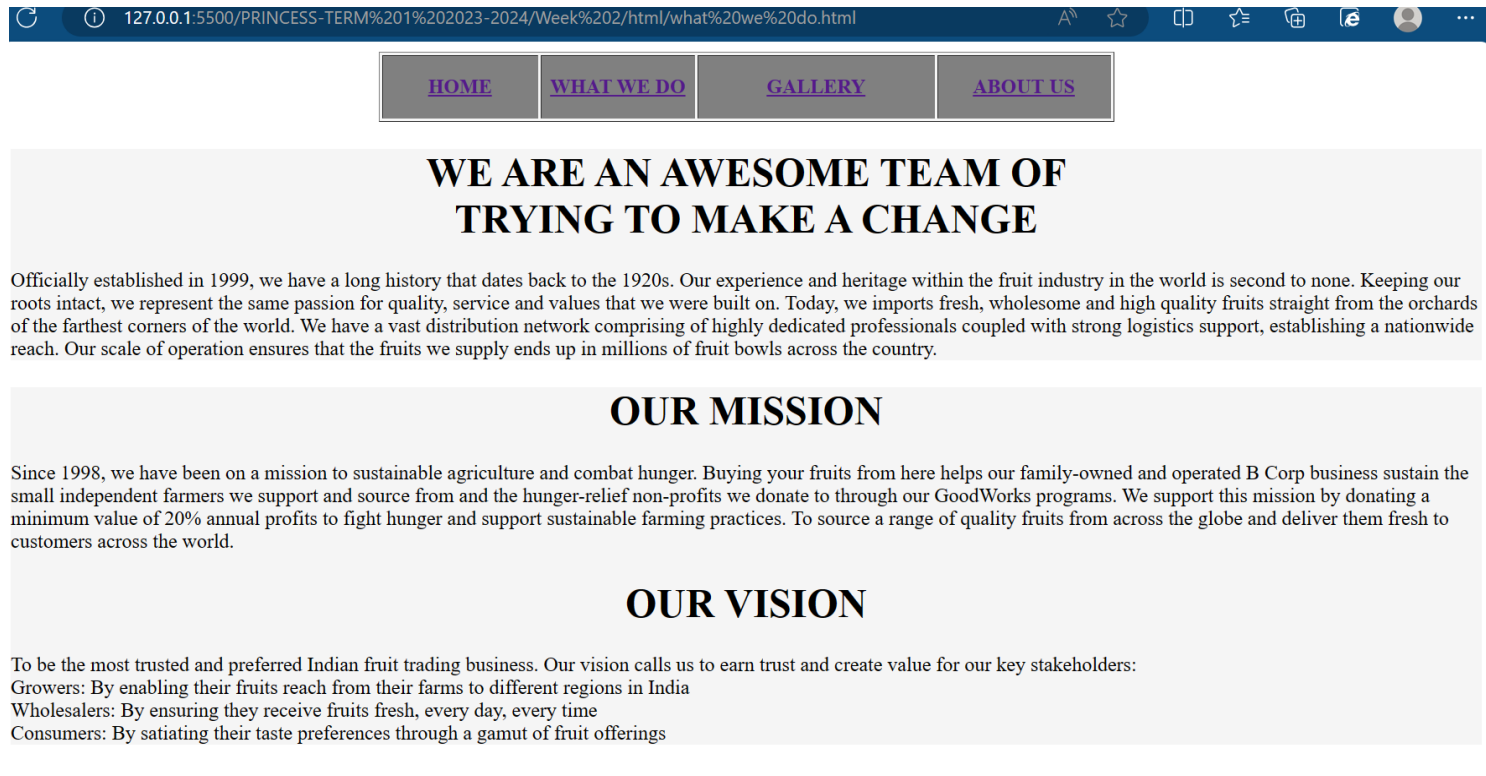 127.0.0.1:5500/PRINCESS-TERM%201%202023-2024/Week%202/html/what%20we%20do.html
HOME WHAT WE DO GALLERY ABOUT US
WE ARE AN AWESOME TEAM OF
TRYING TO MAKE A CHANGE
Officially established in 1999, we have a long history that dates back to the 1920s. Our experience and heritage within the fruit industry in the world is second to none. Keeping our
roots intact, we represent the same passion for quality, service and values that we were built on. Today, we imports fresh, wholesome and high quality fruits straight from the orchards
of the farthest corners of the world. We have a vast distribution network comprising of highly dedicated professionals coupled with strong logistics support, establishing a nationwide
reach. Our scale of operation ensures that the fruits we supply ends up in millions of fruit bowls across the country.
OUR MISSION
Since 1998, we have been on a mission to sustainable agriculture and combat hunger. Buying your fruits from here helps our family-owned and operated B Corp business sustain the
small independent farmers we support and source from and the hunger-relief non-profits we donate to through our GoodWorks programs. We support this mission by donating a
minimum value of 20% annual profits to fight hunger and support sustainable farming practices. To source a range of quality fruits from across the globe and deliver them fresh to
customers across the world.
OUR VISION
To be the most trusted and preferred Indian fruit trading business. Our vision calls us to earn trust and create value for our key stakeholders:
Growers: By enabling their fruits reach from their farms to different regions in India
Wholesalers: By ensuring they receive fruits fresh, every day, every time
Consumers: By satiating their taste preferences through a gamut of fruit offerings